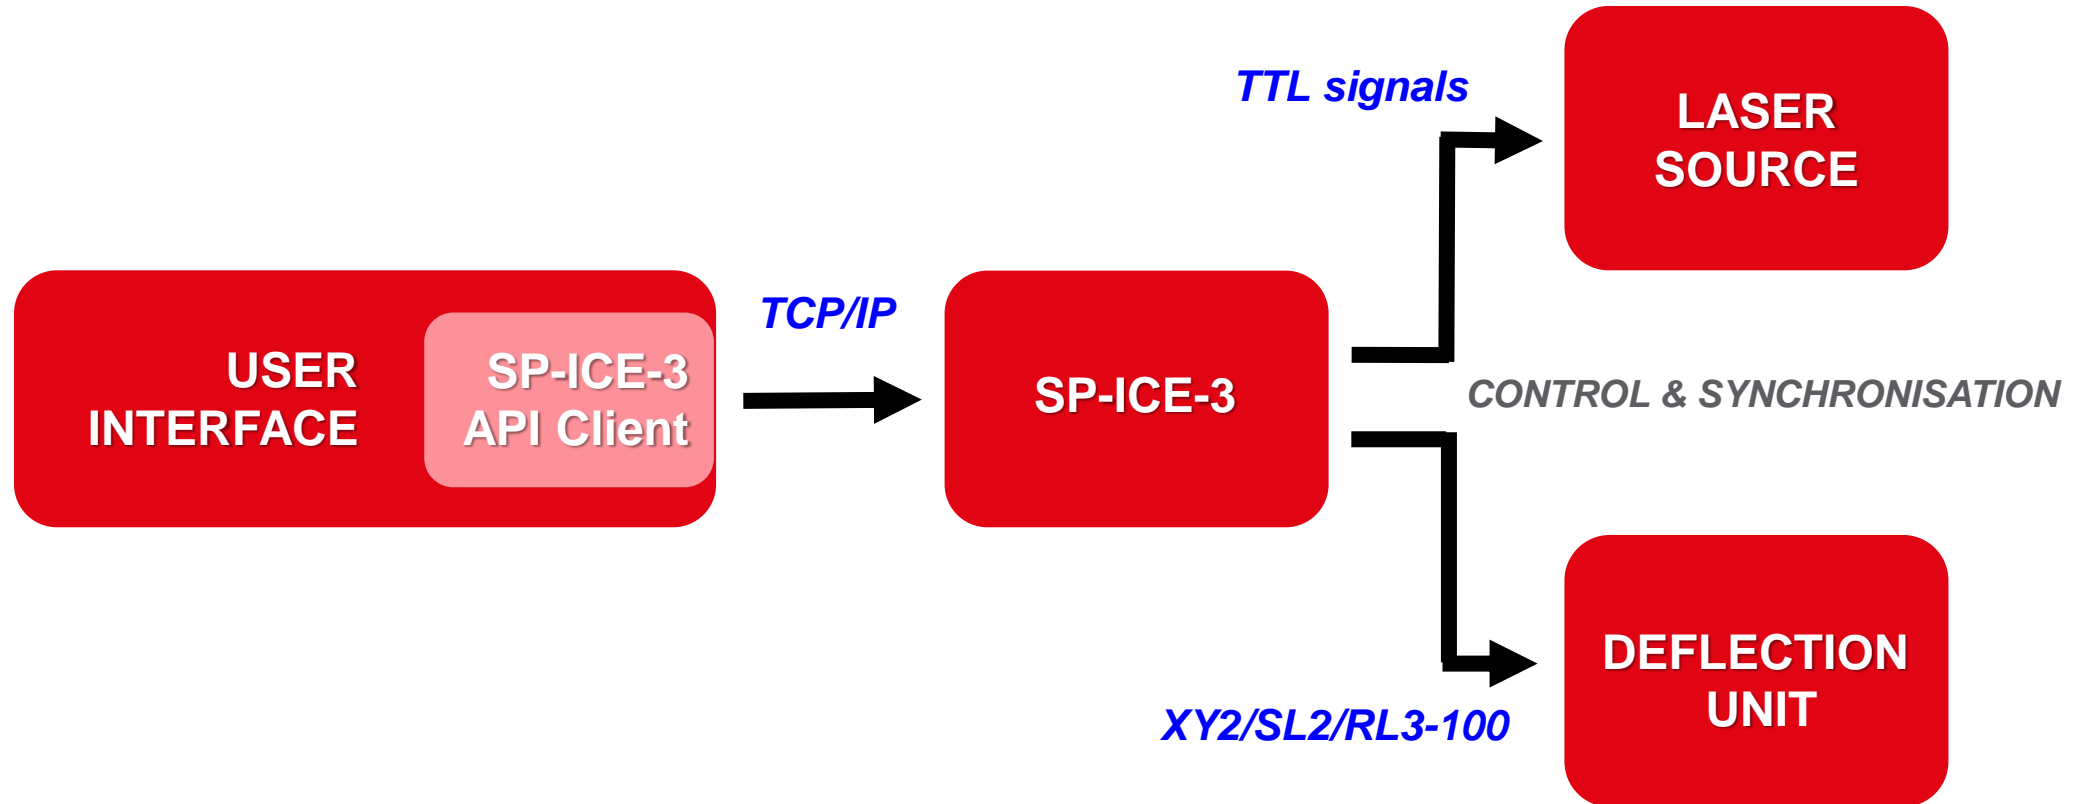 TTL signals
LASER
SOURCE
TCP/IP
USER
INTERFACE
SP-ICE-3
API Client
SP-ICE-3
CONTROL & SYNCHRONISATION
DEFLECTION
UNIT
XY2/SL2/RL3-100